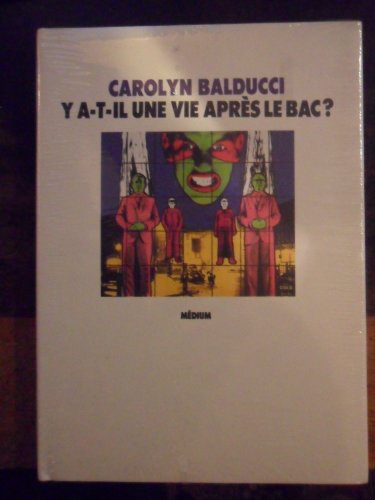 CAROLYN BALDUCCI
Y A-T-IL UNE VIE APRÈS LE BAC?
MÉDIUM